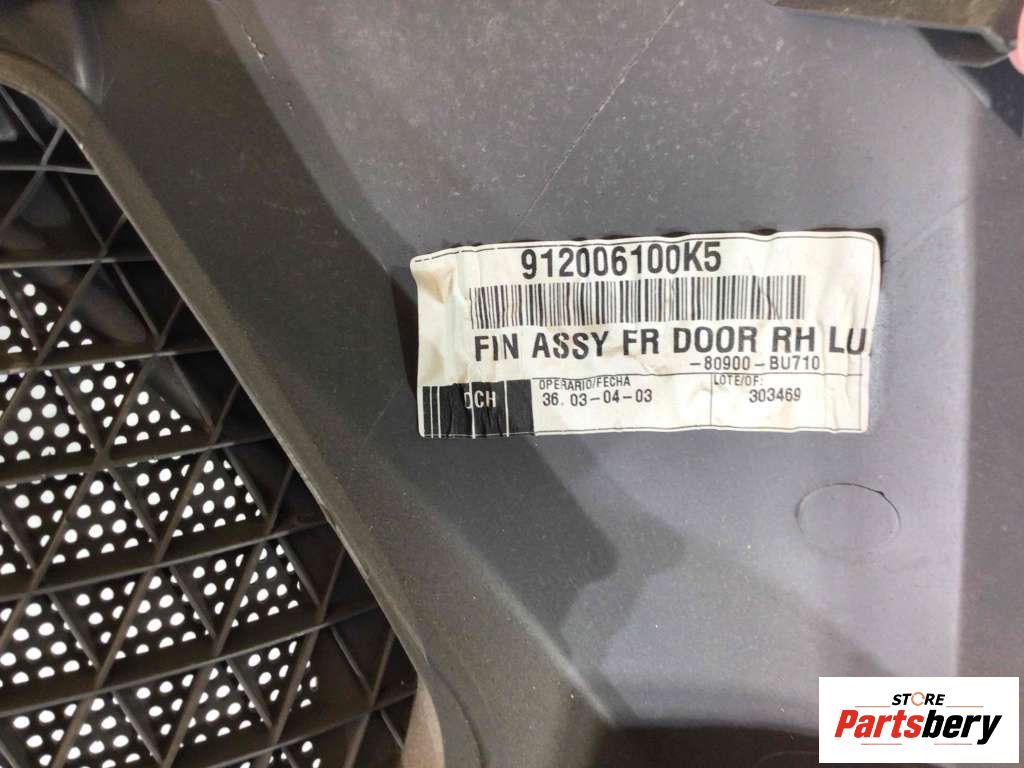 912006100K5
FIN ASSY FR DOOR RH LU
-80900-BU710
DCH
OPERARIO/FECHA
36. 03-04-03
LOTE/OF:
303469
STORE
Partsbery